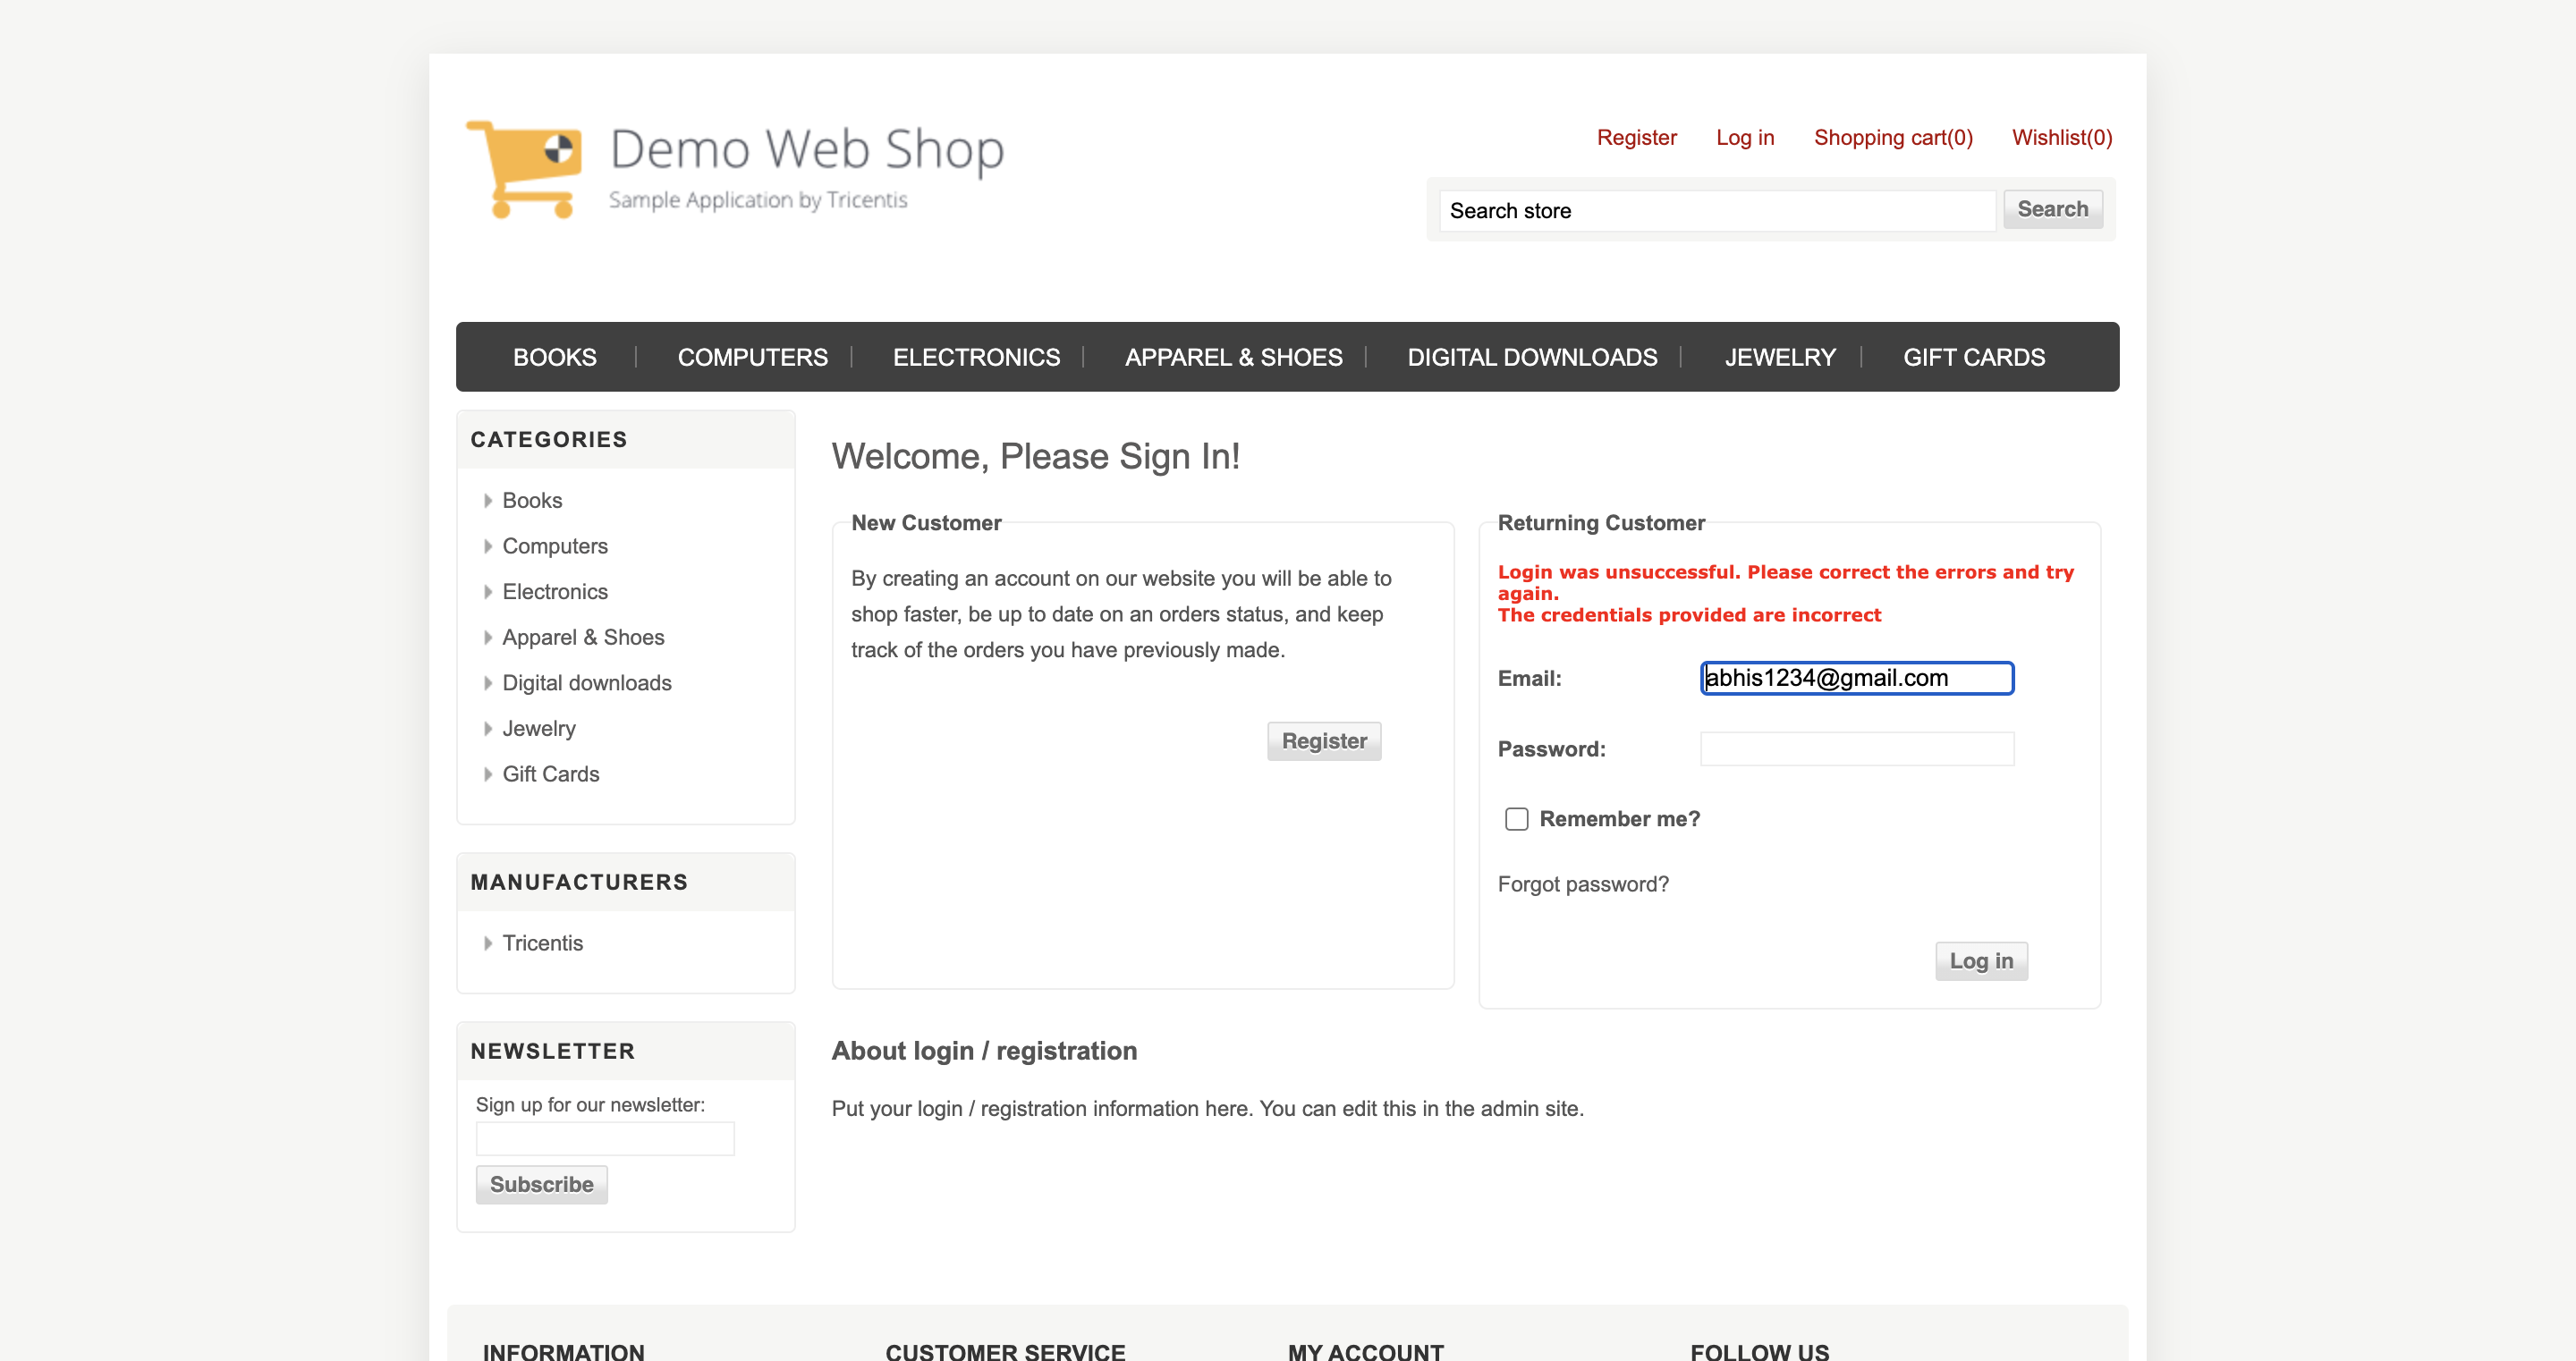 Demo Web Shop
Sample Application by Tricentis
Register Log in Shopping cart(0) Wishlist(0)
Search store Search
BOOKS COMPUTERS ELECTRONICS APPAREL & SHOES DIGITAL DOWNLOADS JEWELRY GIFT CARDS
CATEGORIES
Books
Computers
Electronics
Apparel & Shoes
Digital downloads
Jewelry
Gift Cards
MANUFACTURERS
Tricentis
NEWSLETTER
Sign up for our newsletter:
Subscribe
Welcome, Please Sign In!
New Customer
By creating an account on our website you will be able to
shop faster, be up to date on an orders status, and keep
track of the orders you have previously made.
Register
Returning Customer
Login was unsuccessful. Please correct the errors and try
again.
The credentials provided are incorrect
Email: abhis1234@gmail.com
Password:
Remember me?
Forgot password?
Log in
About login / registration
Put your login / registration information here. You can edit this in the admin site.
INFORMATION CUSTOMER SERVICE MY ACCOUNT FOLLOW US